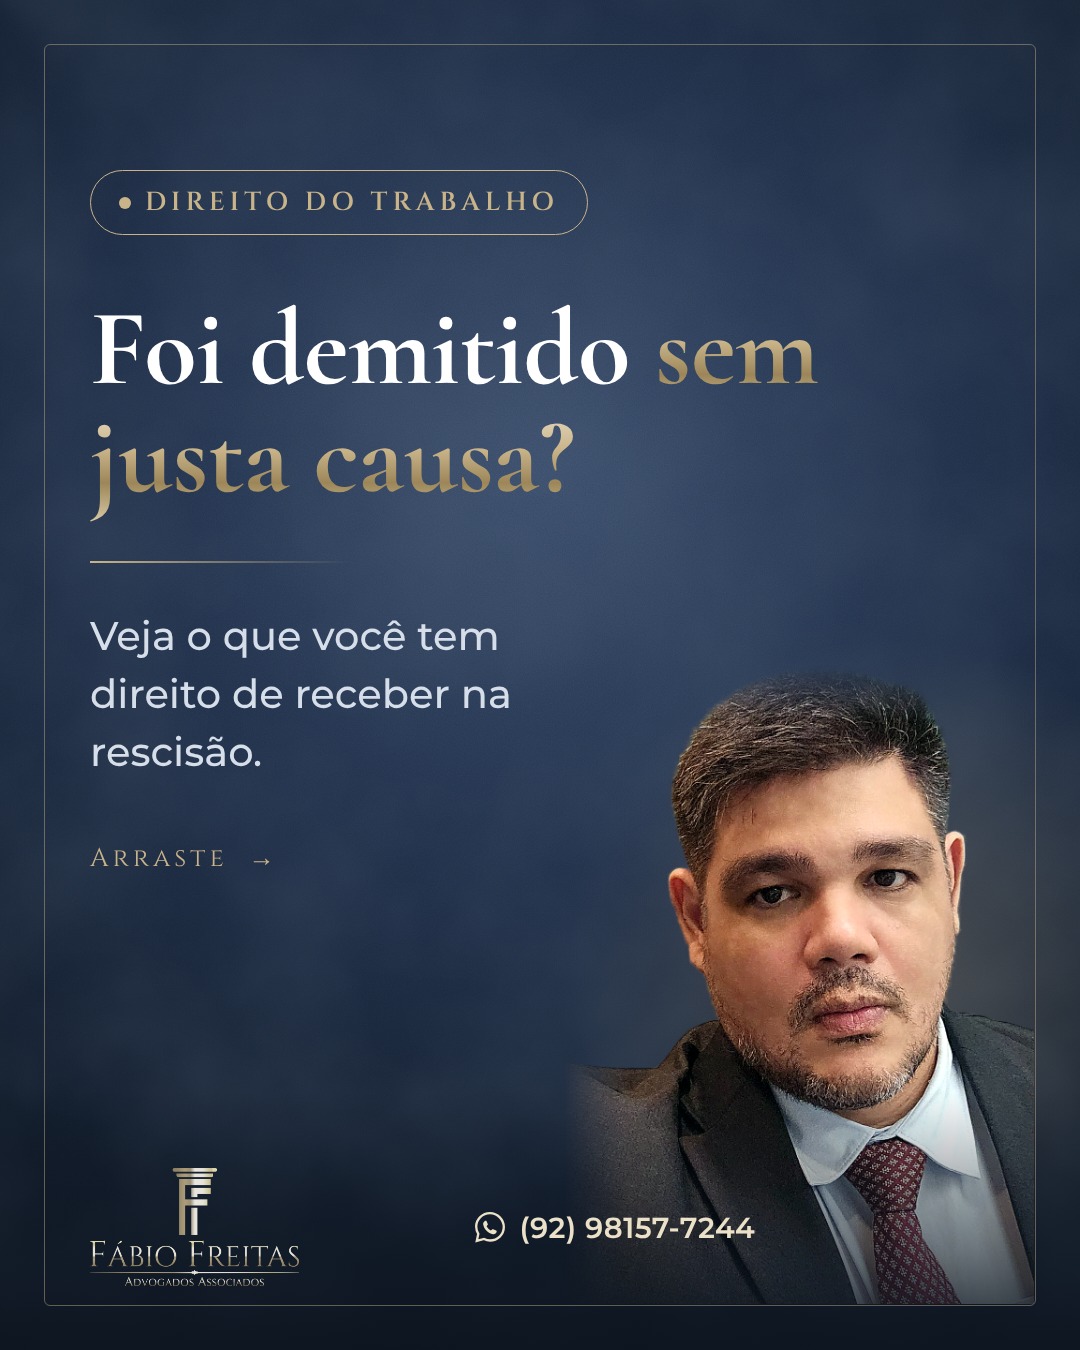 DIREITO DO TRABALHO
Foi demitido sem
justa causa?
Veja o que você tem
direito de receber na
rescisão.
ARRASTE →
FÁBIO FREITAS
ADVOGADOS ASSOCIADOS
(92) 98157-7244